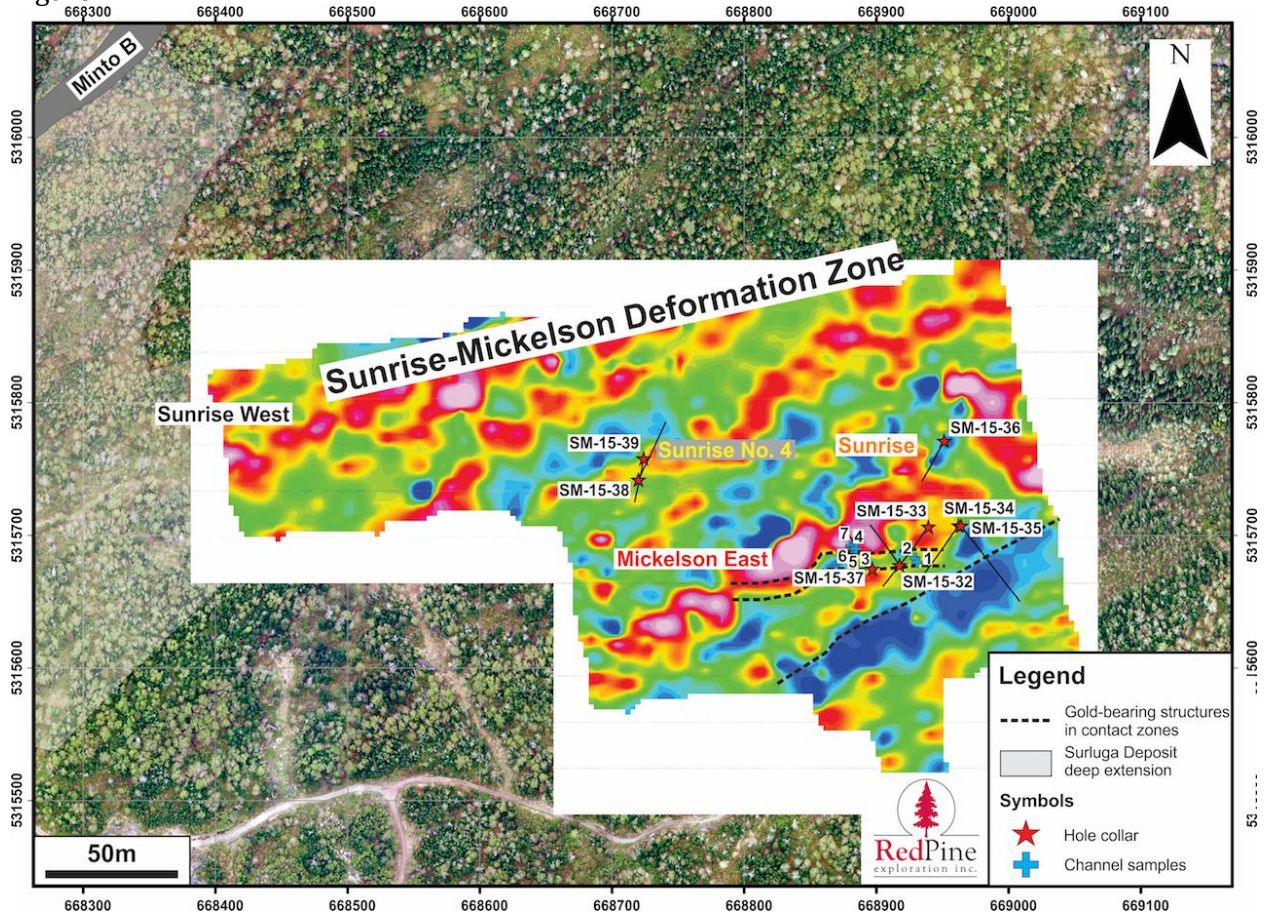 668300 668400 668500 668600 668700 668800 668900 669000 669100
Minto B
N
5316000
5316000
5315900
5315900
Sunrise-Mickelson Deformation Zone
5315800
5315800
Sunrise West
SM-15-39
Sunrise No. 4
Sunrise
SM-15-36
SM-15-38
SM-15-33
SM-15-34
SM-15-35
5315700
5315700
Mickelson East
7 4
2
6 5 3
1
SM-15-37
SM-15-32
5315600
5315600
Legend
Gold-bearing structures
in contact zones
Surluga Deposit
deep extension
Symbols
Hole collar
Channel samples
5315500
RedPine
exploration inc.
50m
668300 668400 668500 668600 668700 668800 668900 669000 669100